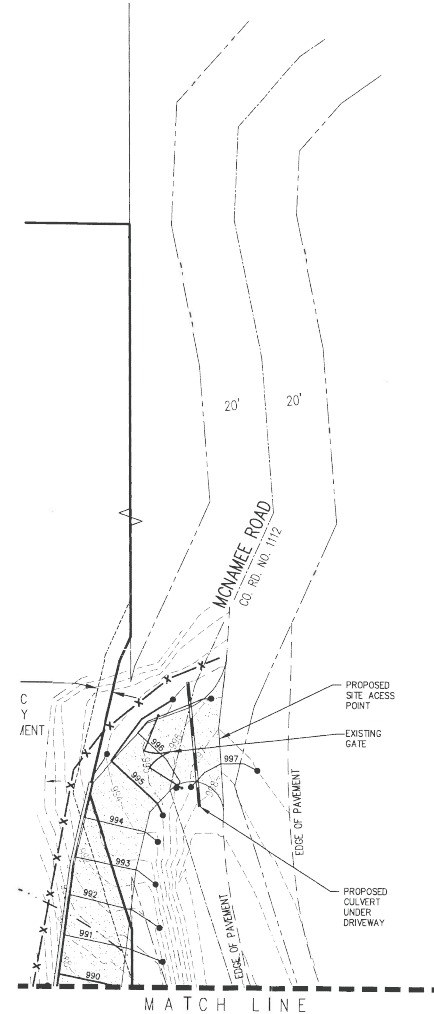 20'
20'
MCNAMEE ROAD
CO. RD. NO. 1112
PROPOSED
SITE ACESS
POINT
C
Y
MENT
EXISTING
GATE
996
997
995
994
993
992
991
990
EDGE OF PAVEMENT
EDGE OF PAVEMENT
PROPOSED
CULVERT
UNDER
DRIVEWAY
MATCH LINE